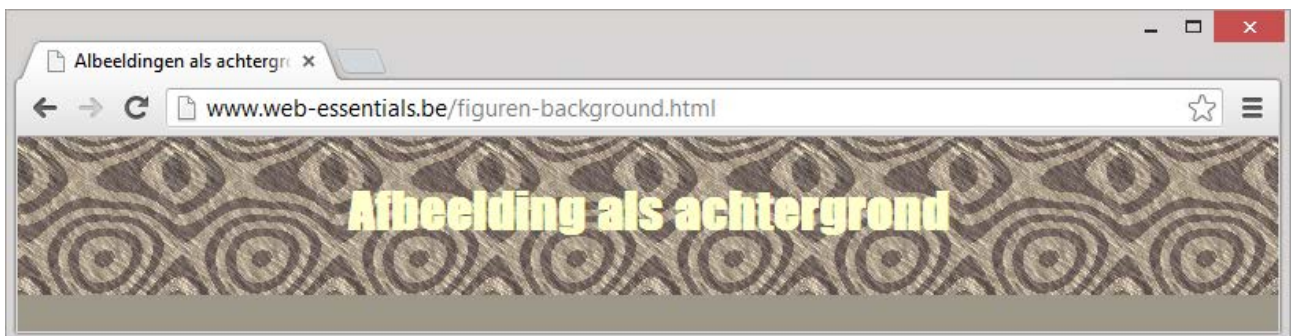 Albeeldingen als achtergr
www.web-essentials.be/figuren-background.html
Afbeelding als achtergrond